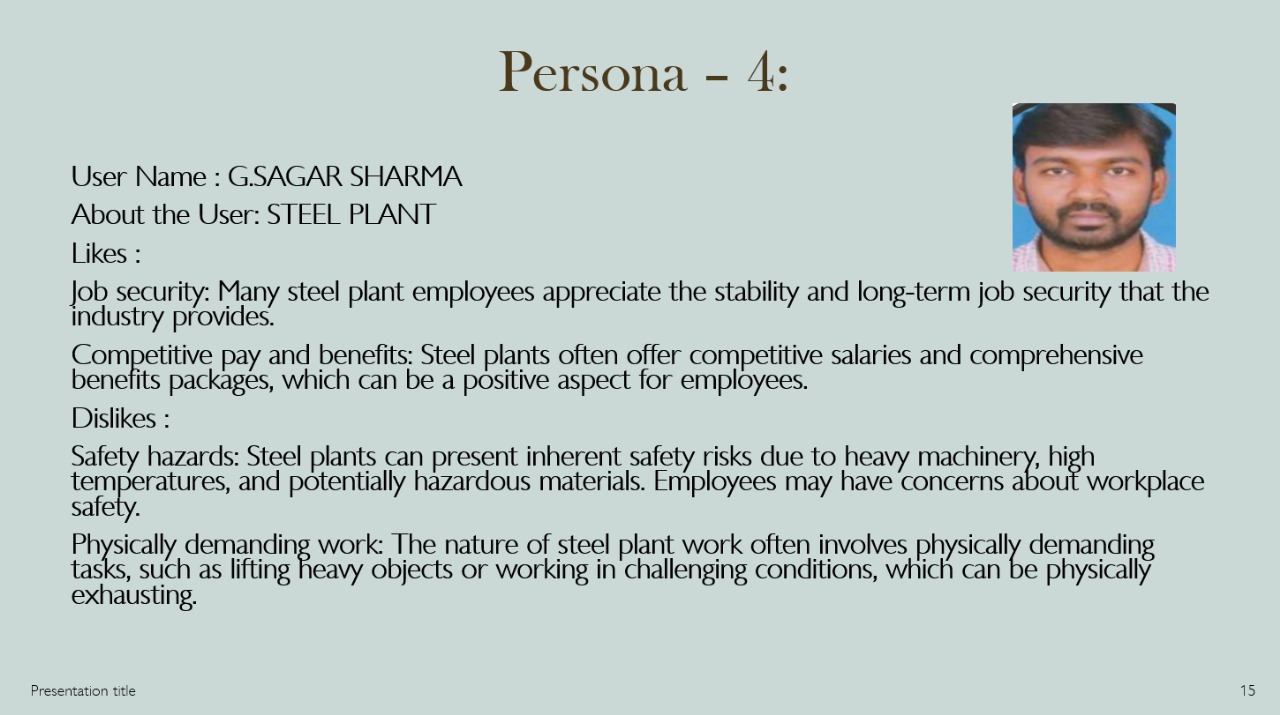 Persona – 4:
User Name : G.SAGAR SHARMA
About the User: STEEL PLANT
Likes :
Job security: Many steel plant employees appreciate the stability and long-term job security that the
industry provides.
Competitive pay and benefits: Steel plants often offer competitive salaries and comprehensive
benefits packages, which can be a positive aspect for employees.
Dislikes :
Safety hazards: Steel plants can present inherent safety risks due to heavy machinery, high
temperatures, and potentially hazardous materials. Employees may have concerns about workplace
safety.
Physically demanding work: The nature of steel plant work often involves physically demanding
tasks, such as lifting heavy objects or working in challenging conditions, which can be physically
exhausting.
Presentation title
15